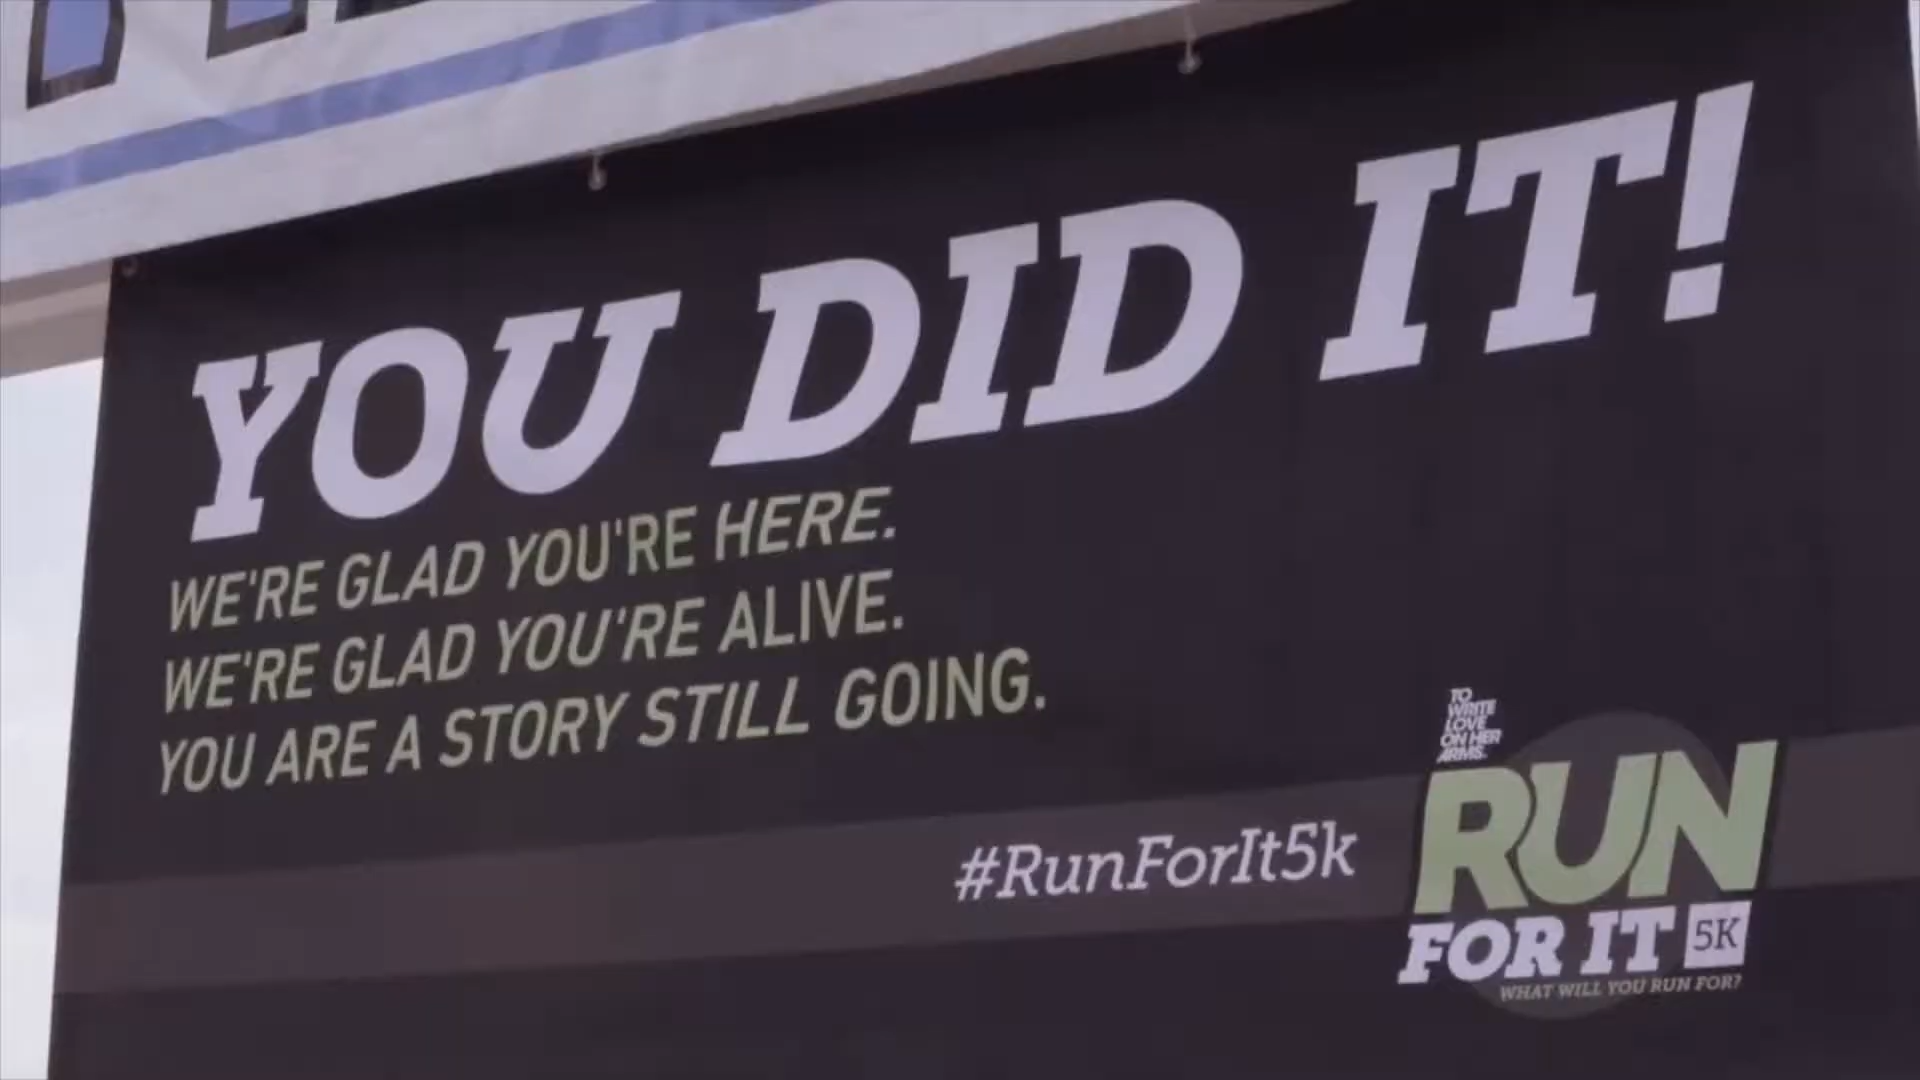 YOU DID IT!
WE'RE GLAD YOU'RE HERE.
WE'RE GLAD YOU'RE ALIVE.
YOU ARE A STORY STILL GOING.
#RunForIt5k
TO
WRITE
LOVE
ON HER
ARMS.
RUN
FOR IT 5K
WHAT WILL YOU RUN FOR?